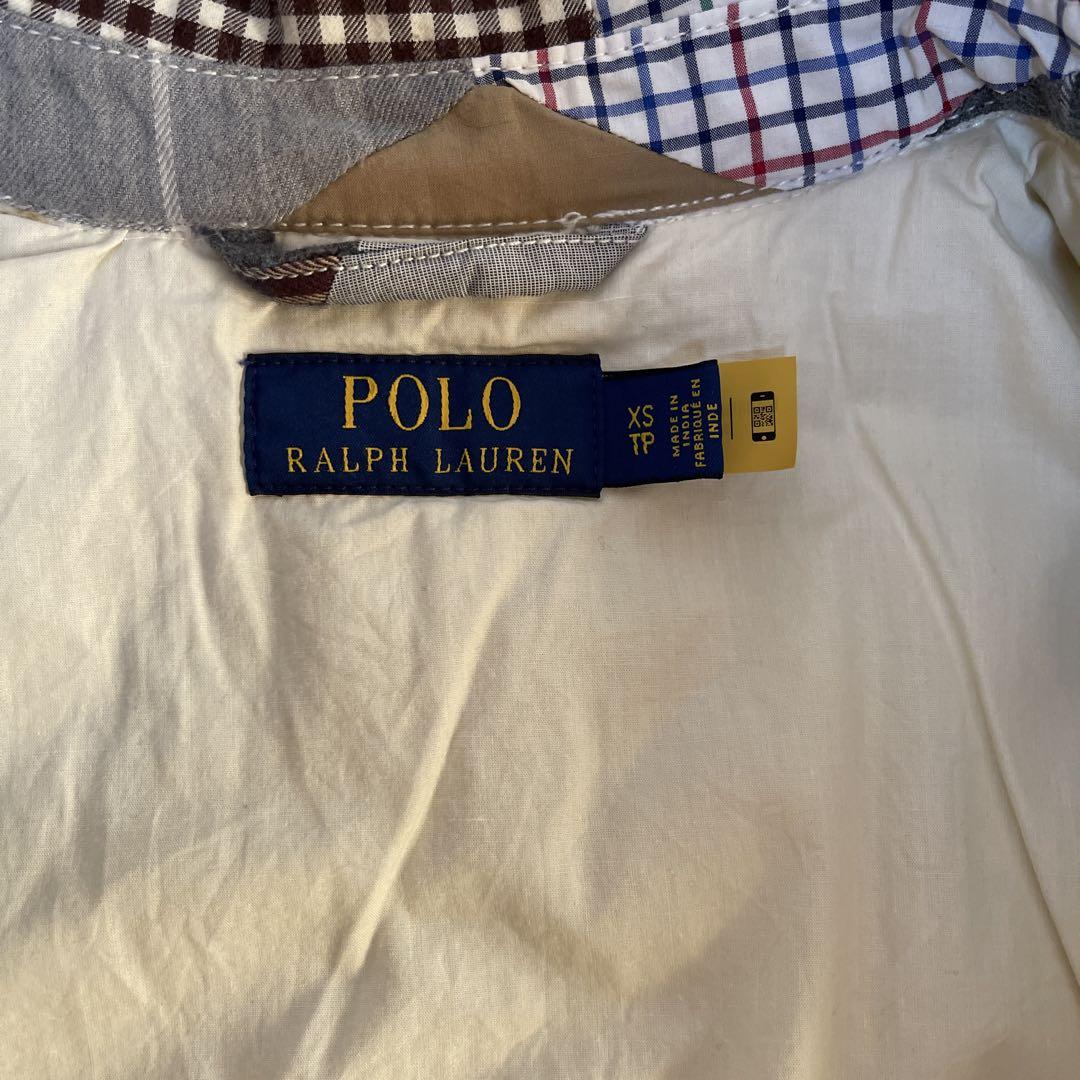 POLO
RALPH LAUREN
XS
TP
MADE IN
INDIA
FABRIQUÉ EN
INDE